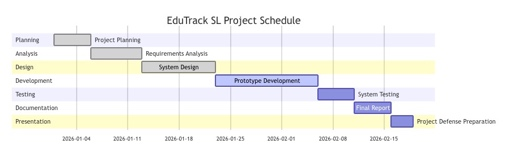 EduTrack SL Project Schedule
Planning
Project Planning
Analysis
Requirements Analysis
Design
System Design
Development
Prototype Development
Testing
System Testing
Documentation
Final Report
Presentation
Project Defense Preparation
2026-01-04
2026-01-11
2026-01-18
2026-01-25
2026-02-01
2026-02-08
2026-02-15